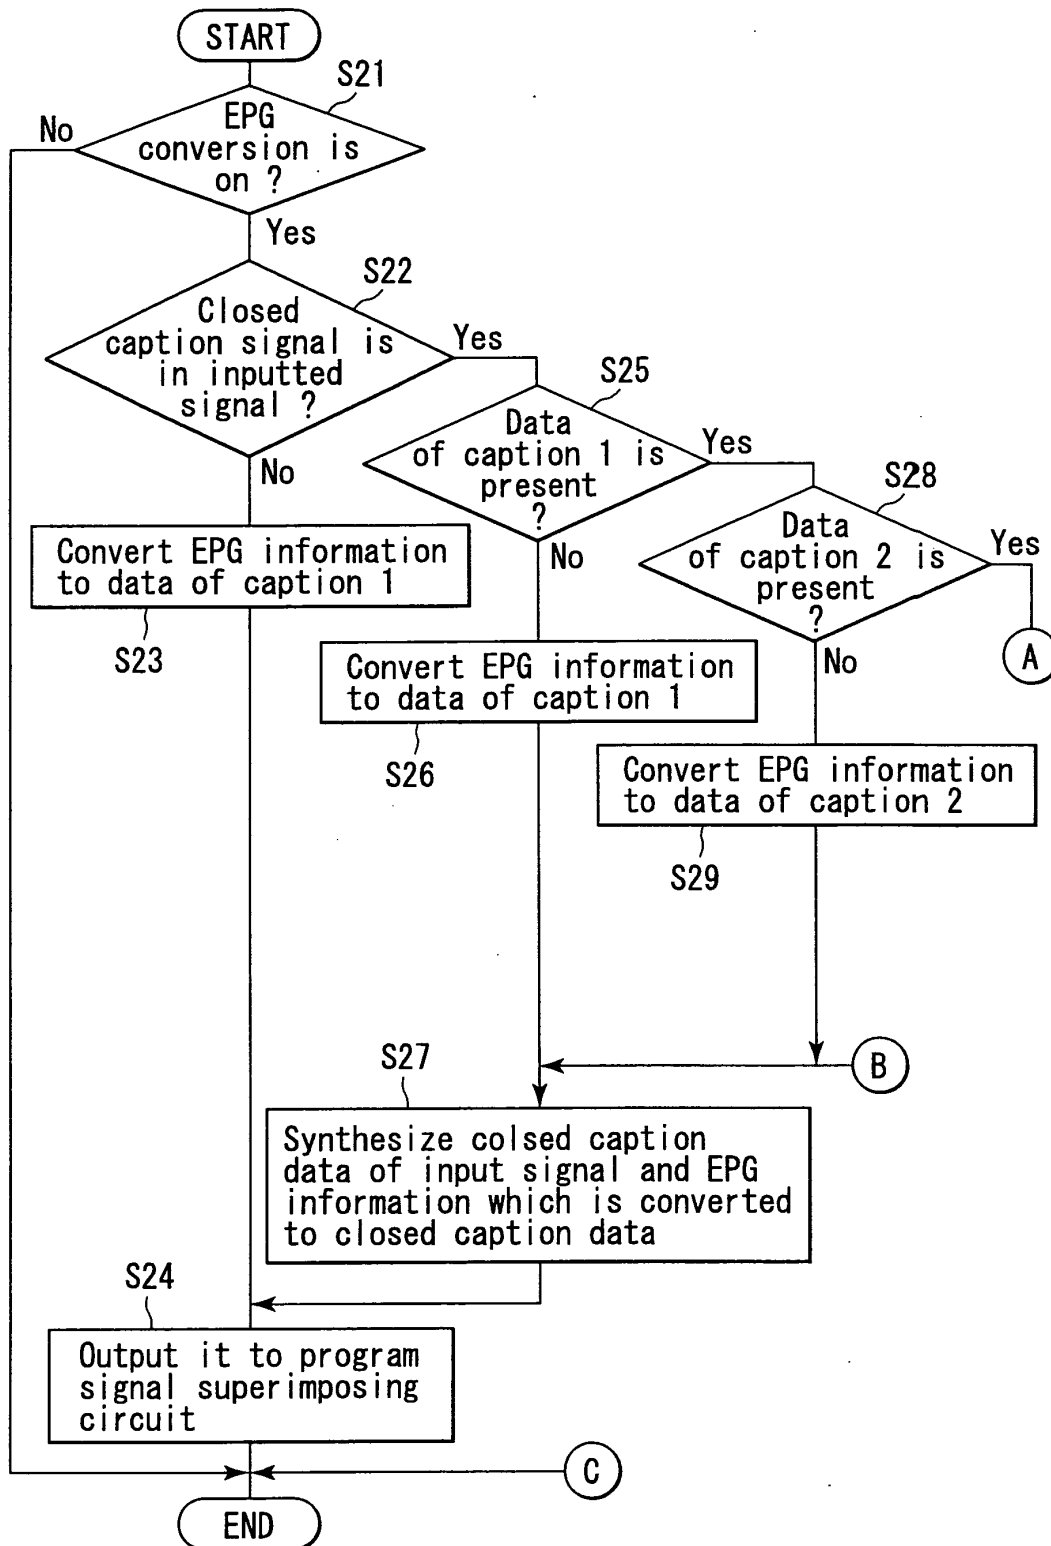 START
S21
No
EPG
conversion is
on ?
Yes
S22
Closed
caption signal is
in inputted
signal ?
Yes
No
S25
Data
of caption 1 is
present
?
Yes
No
S28
Data
of caption 2 is
present
?
Yes
No
A
Convert EPG information
to data of caption 1
S23
Convert EPG information
to data of caption 1
S26
Convert EPG information
to data of caption 2
S29
B
S27
Synthesize colsed caption
data of input signal and EPG
information which is converted
to closed caption data
S24
Output it to program
signal superimposing
circuit
C
END